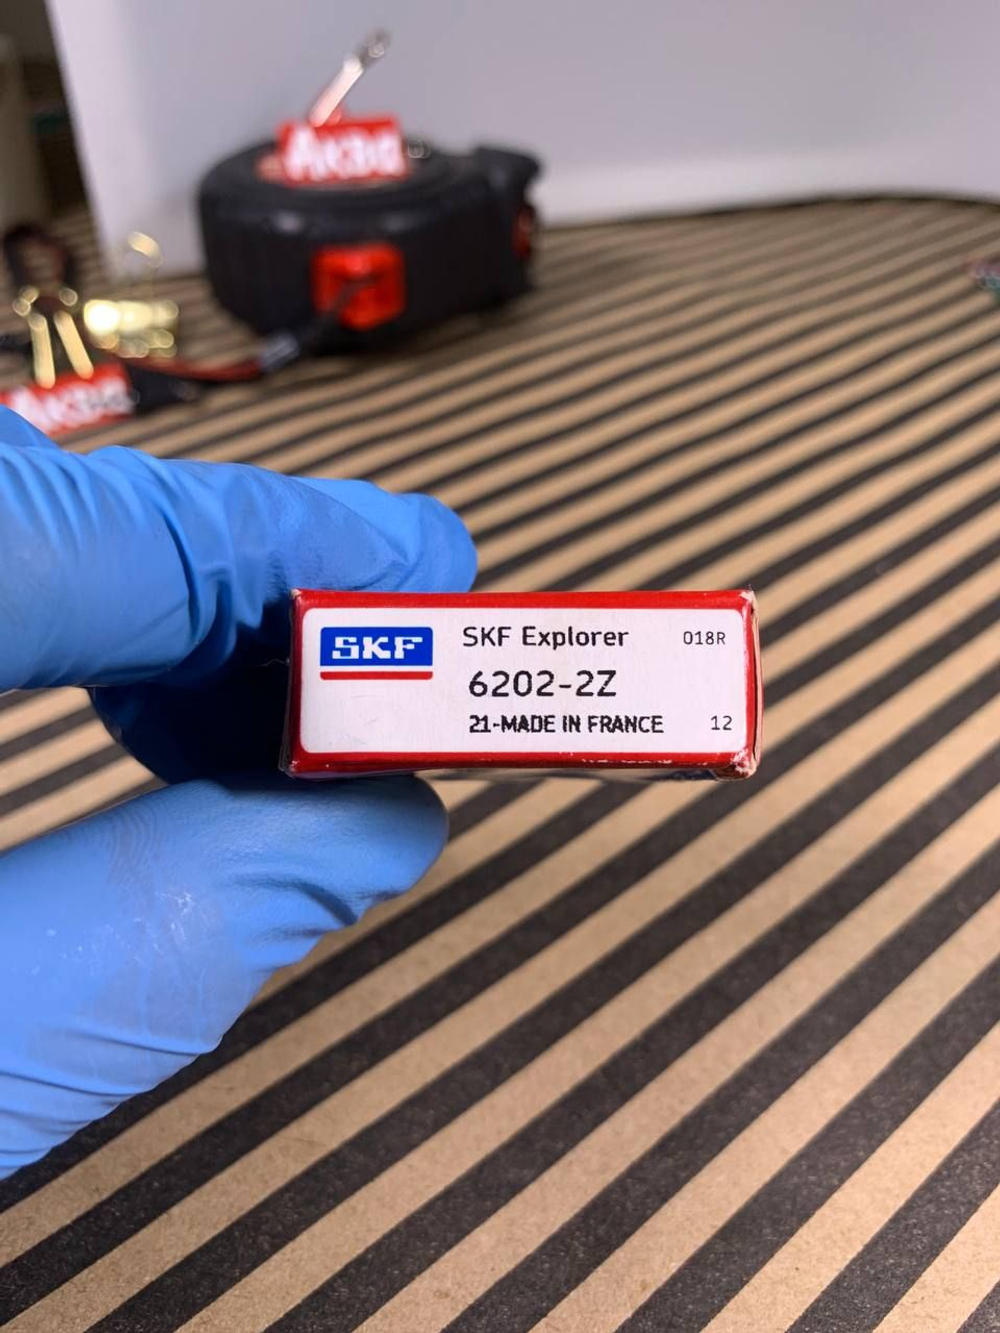 SKF
SKF Explorer
018R
6202-2Z
21-MADE IN FRANCE
12